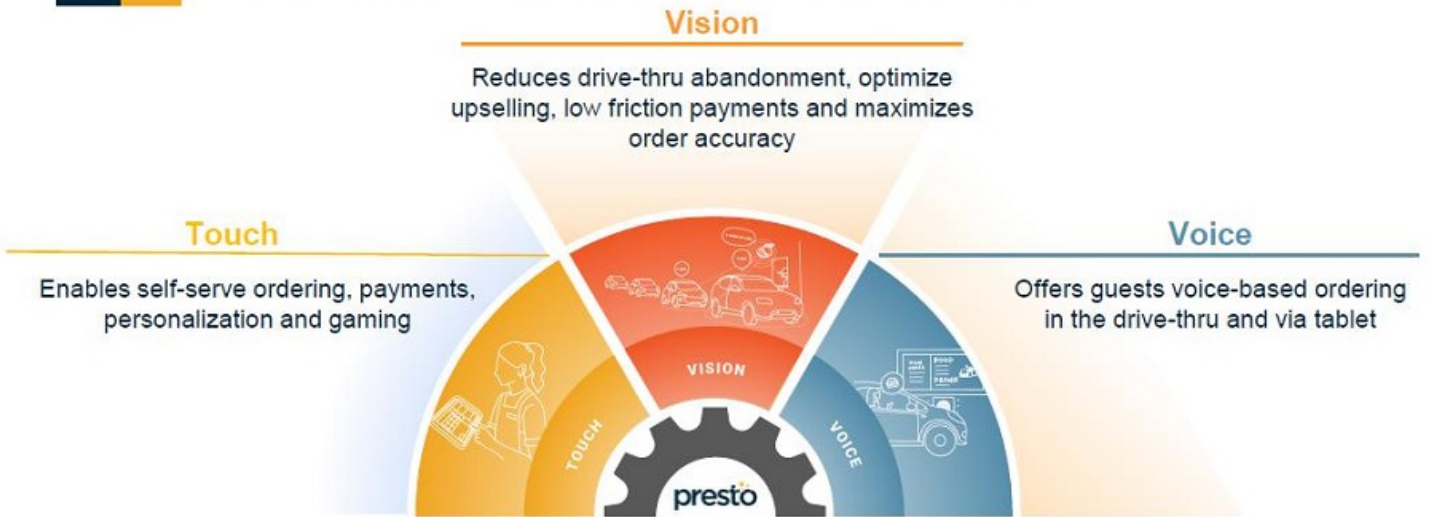 Vision
Reduces drive-thru abandonment, optimize
upselling, low friction payments and maximizes
order accuracy
Touch
Enables self-serve ordering, payments,
personalization and gaming
Voice
Offers guests voice-based ordering
in the drive-thru and via tablet
VISION
TOUCH
VOICE
presto